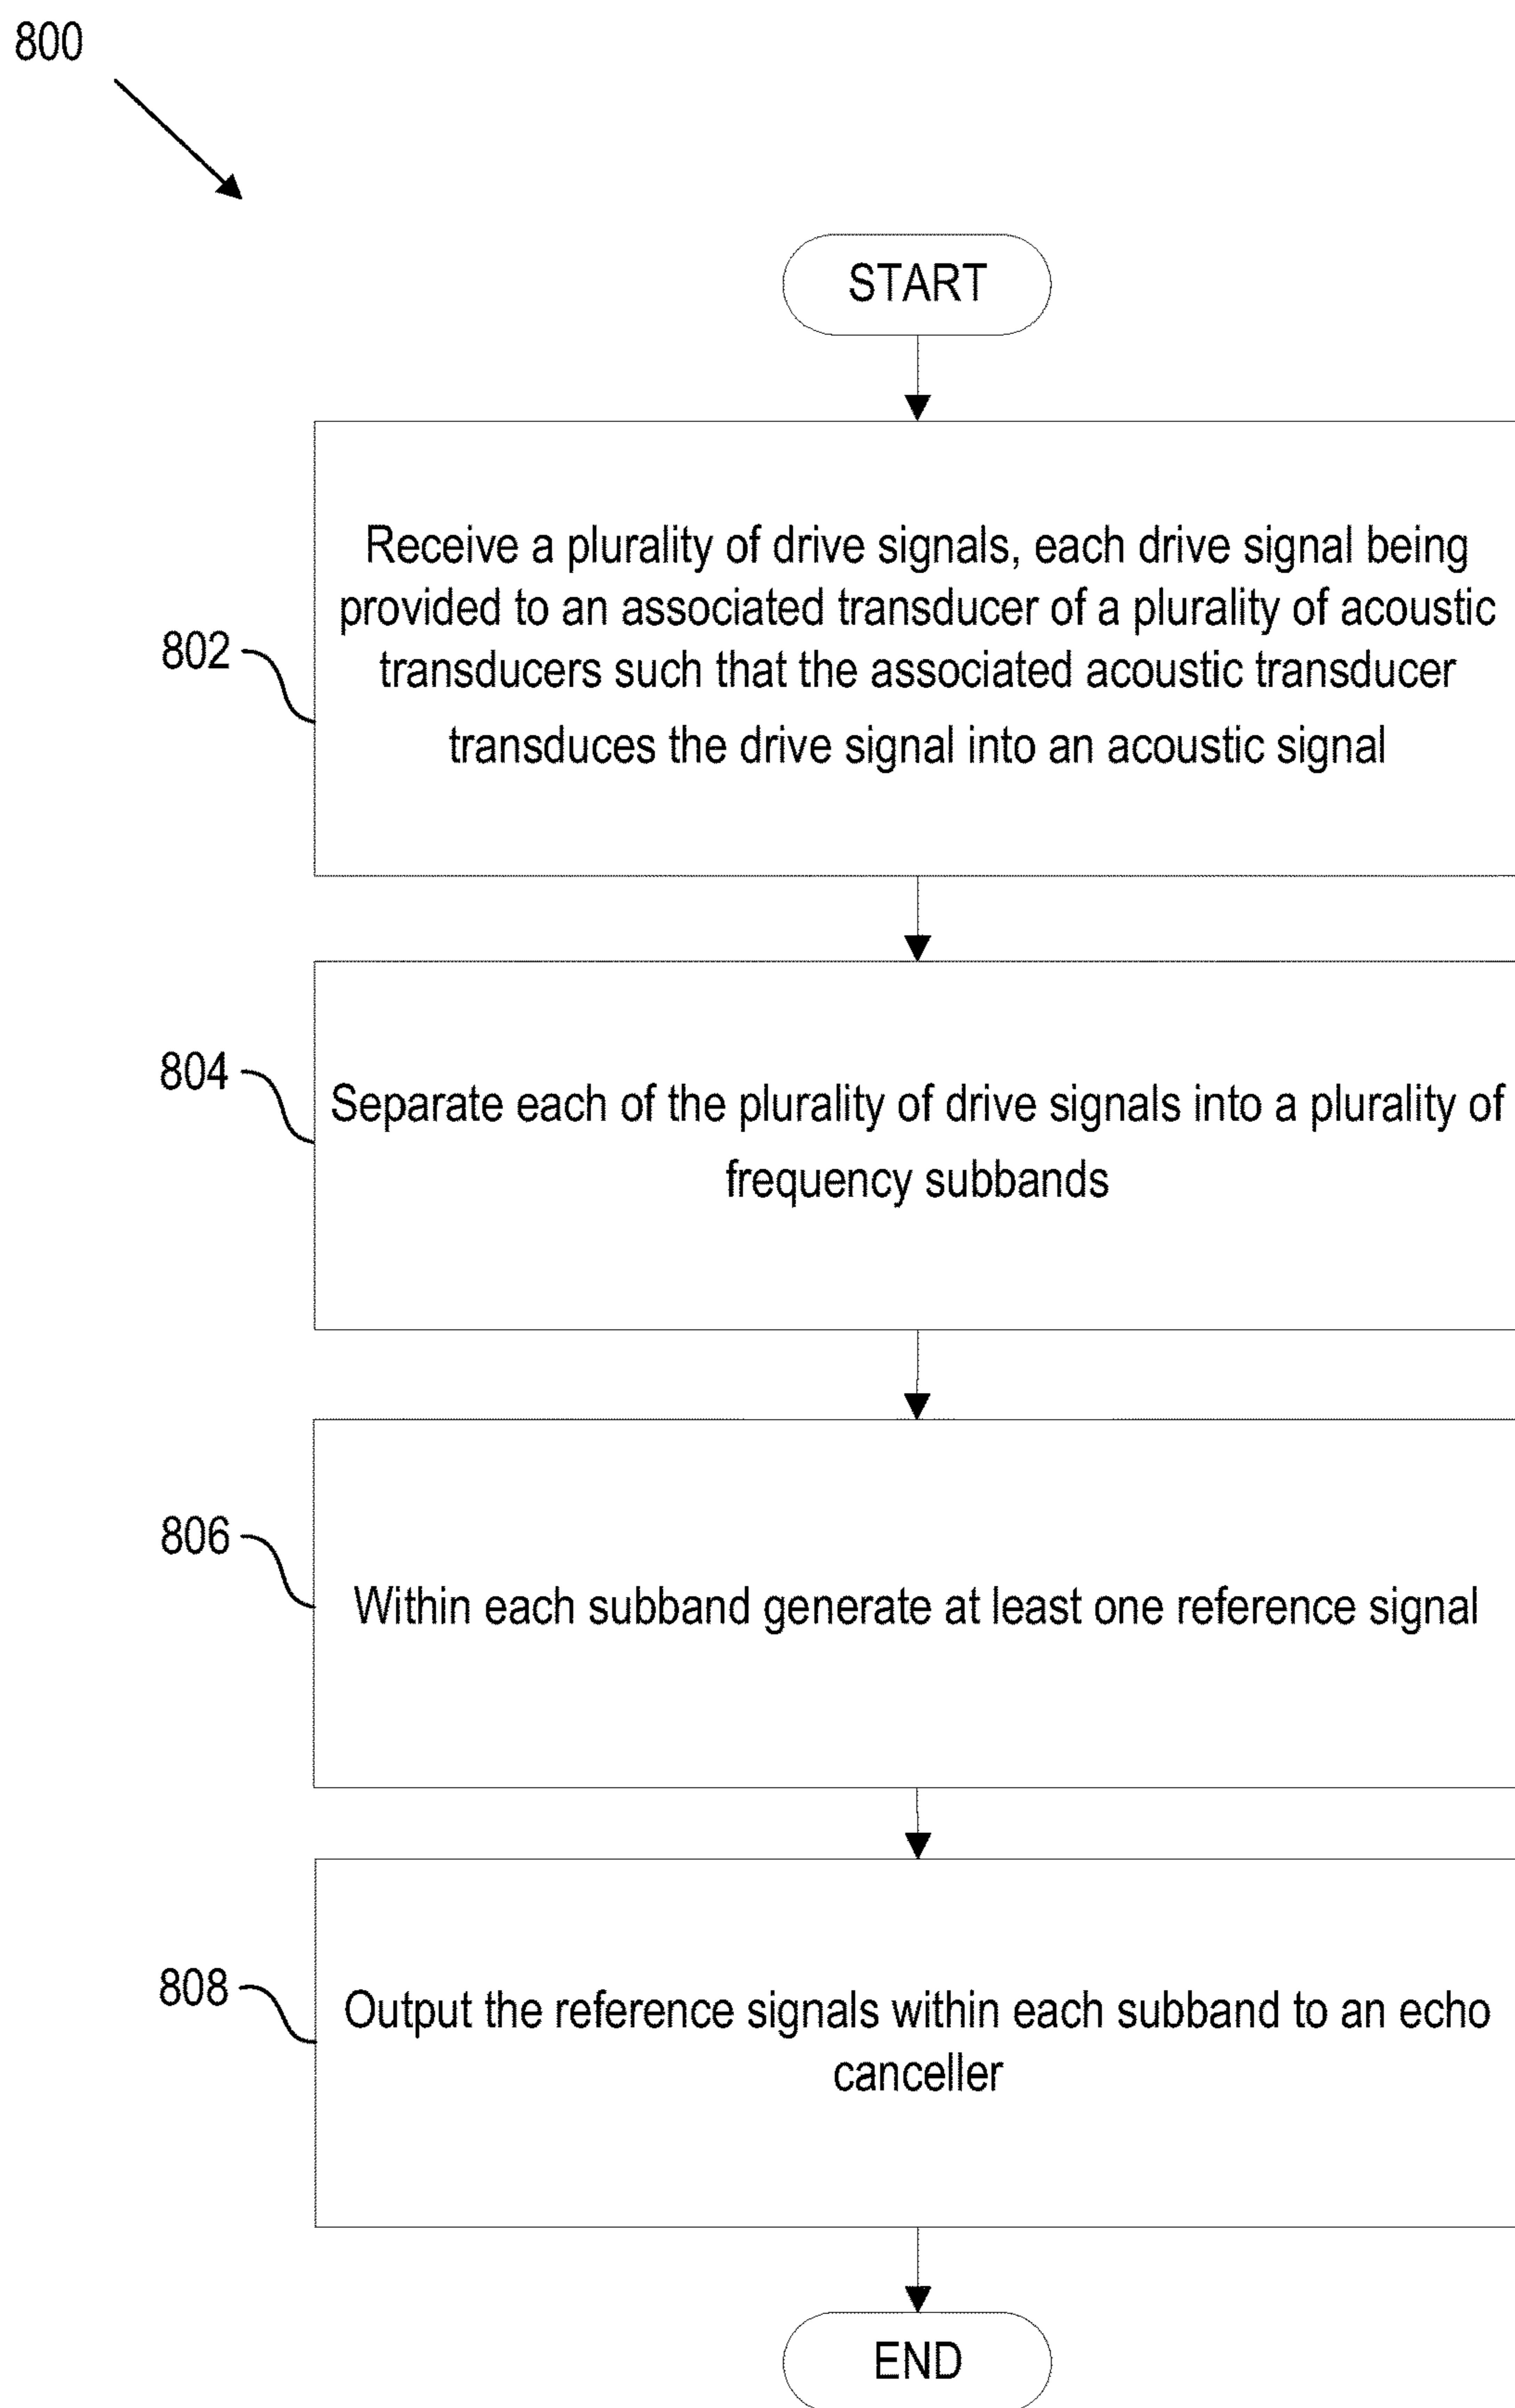 800
START
802
Receive a plurality of drive signals, each drive signal being
provided to an associated transducer of a plurality of acoustic
transducers such that the associated acoustic transducer
transduces the drive signal into an acoustic signal
804
Separate each of the plurality of drive signals into a plurality of
frequency subbands
806
Within each subband generate at least one reference signal
808
Output the reference signals within each subband to an echo
canceller
END